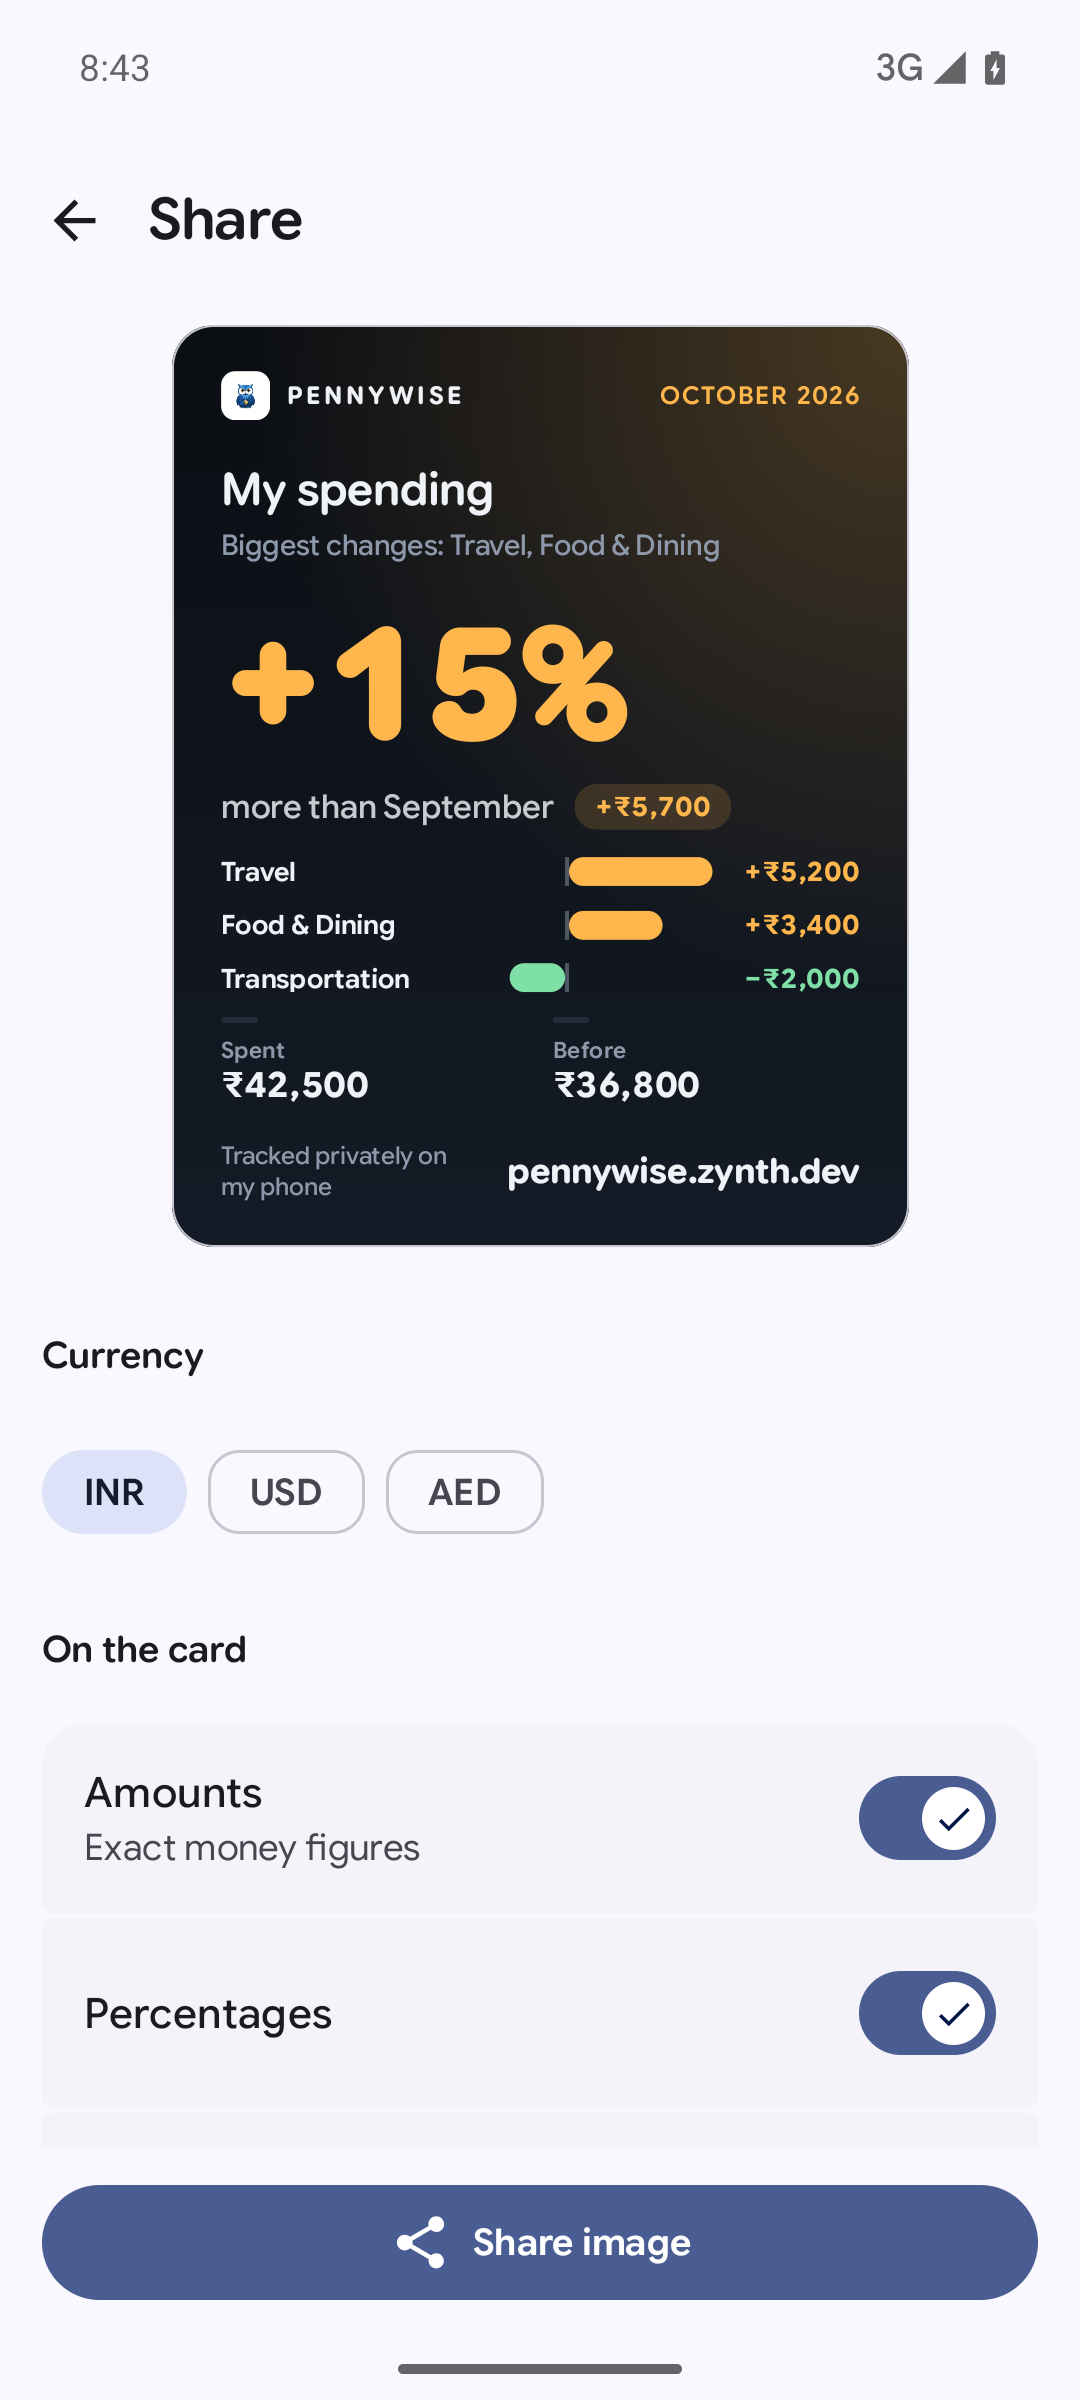 8:43
3G
Share
PENNYWISE
OCTOBER 2026
My spending
Biggest changes: Travel, Food & Dining
+15%
more than September
+₹5,700
Travel
+₹5,200
Food & Dining
+₹3,400
Transportation
−₹2,000
Spent
Before
₹42,500
₹36,800
Tracked privately on
my phone
pennywise.zynth.dev
Currency
INR
USD
AED
On the card
Amounts
Exact money figures
Percentages
Share image